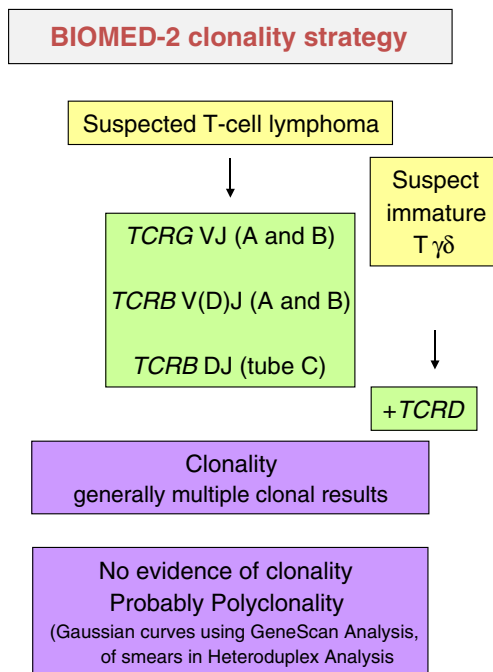 BIOMED-2 clonality strategy
Suspected T-cell lymphoma
Suspect
immature
T γδ
TCRG VJ (A and B)
TCRB V(D)J (A and B)
TCRB DJ (tube C)
+TCRD
Clonality
generally multiple clonal results
No evidence of clonality
Probably Polyclonality
(Gaussian curves using GeneScan Analysis,
of smears in Heteroduplex Analysis